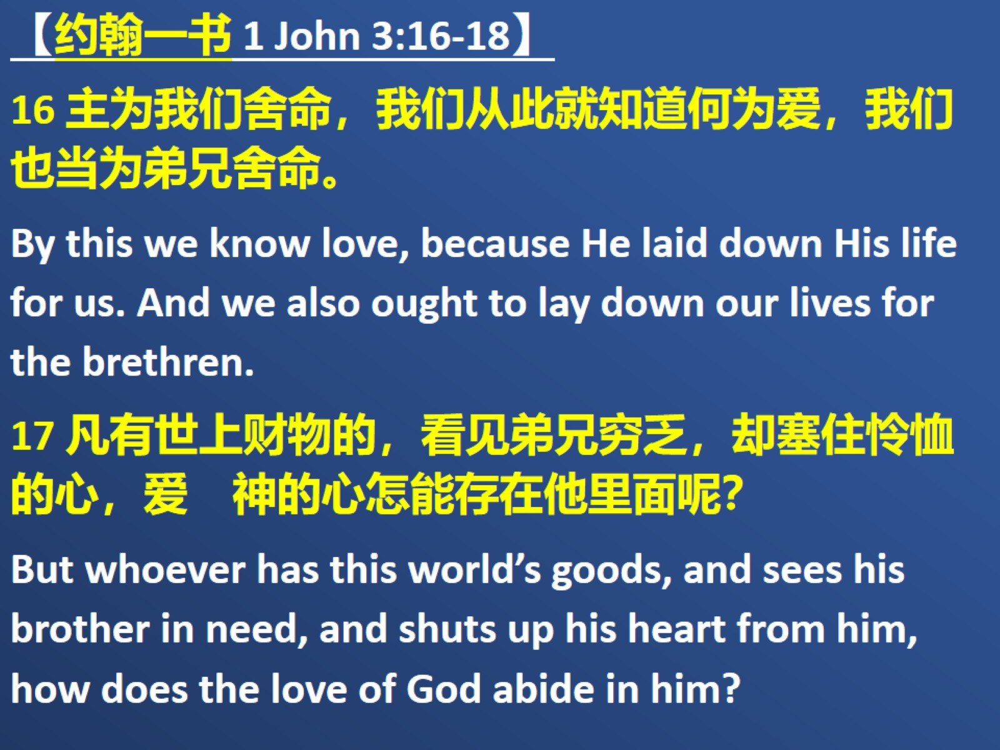 【约翰一书 1 John 3:16-18】
16 主为我们舍命，我们从此就知道何为爱，我们
也当为弟兄舍命。
By this we know love, because He laid down His life
for us. And we also ought to lay down our lives for
the brethren.
17 凡有世上财物的，看见弟兄穷乏，却塞住怜恤
的心，爱　神的心怎能存在他里面呢？
But whoever has this world’s goods, and sees his
brother in need, and shuts up his heart from him,
how does the love of God abide in him?